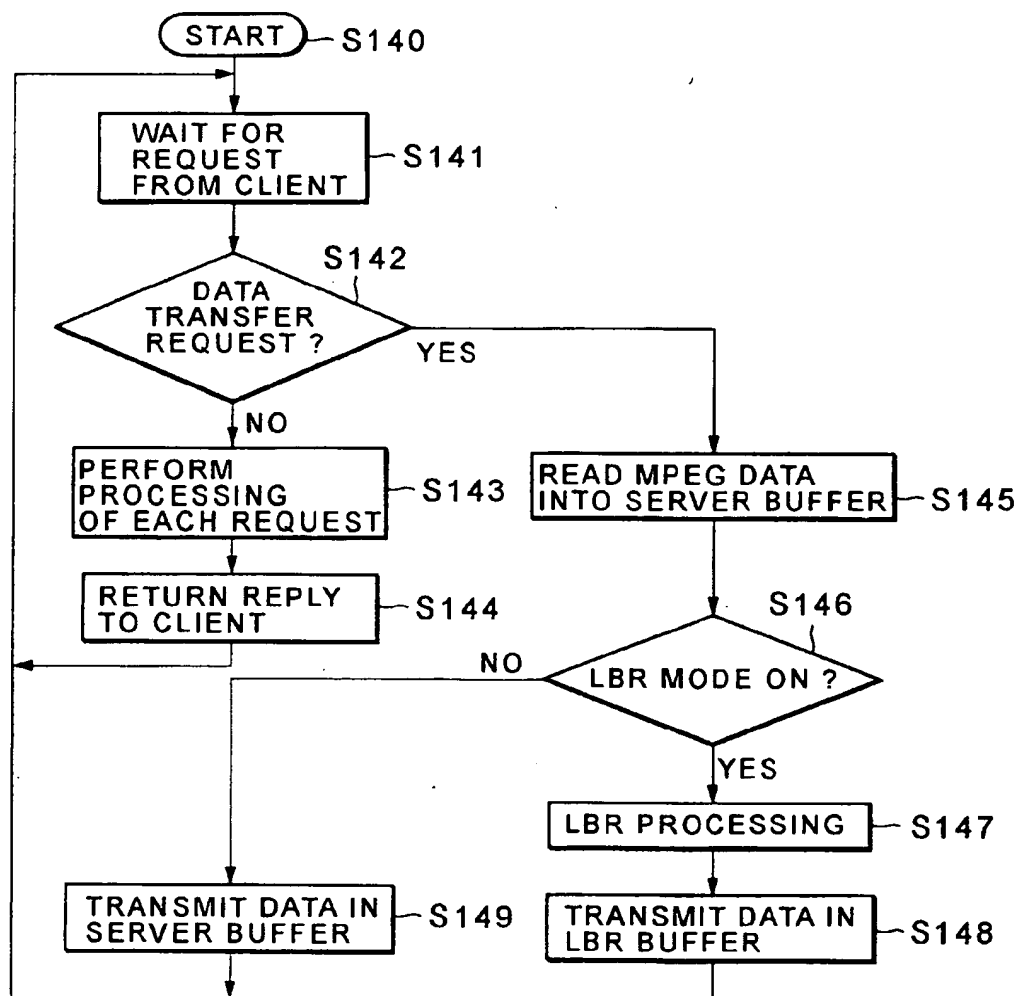 START
S140
WAIT FOR
REQUEST
FROM CLIENT
S141
S142
DATA
TRANSFER
REQUEST ?
YES
NO
PERFORM
PROCESSING
OF EACH REQUEST
S143
READ MPEG DATA
INTO SERVER BUFFER
S145
RETURN REPLY
TO CLIENT
S144
S146
NO
LBR MODE ON ?
YES
LBR PROCESSING
S147
TRANSMIT DATA IN
SERVER BUFFER
S149
TRANSMIT DATA IN
LBR BUFFER
S148